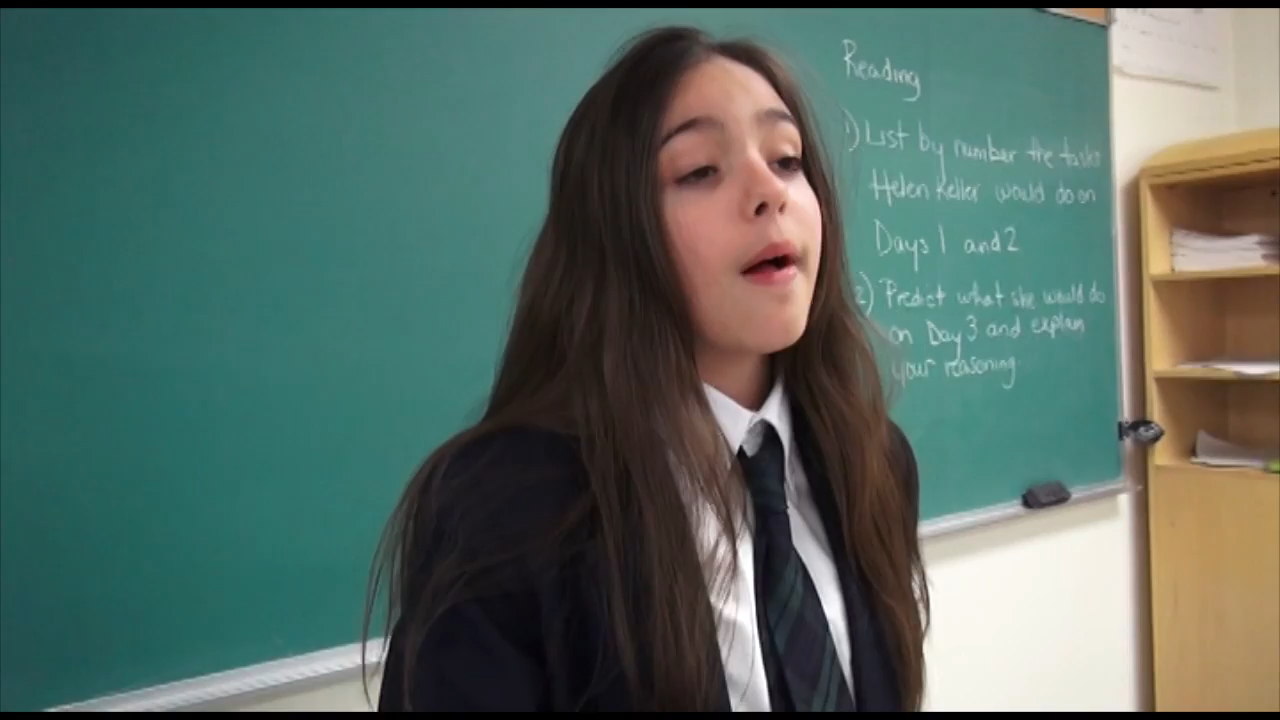 Reading
1) List by number the tasks
Helen Keller would do on
Days 1 and 2
2) Predict what she would do
on Day 3 and explain
your reasoning